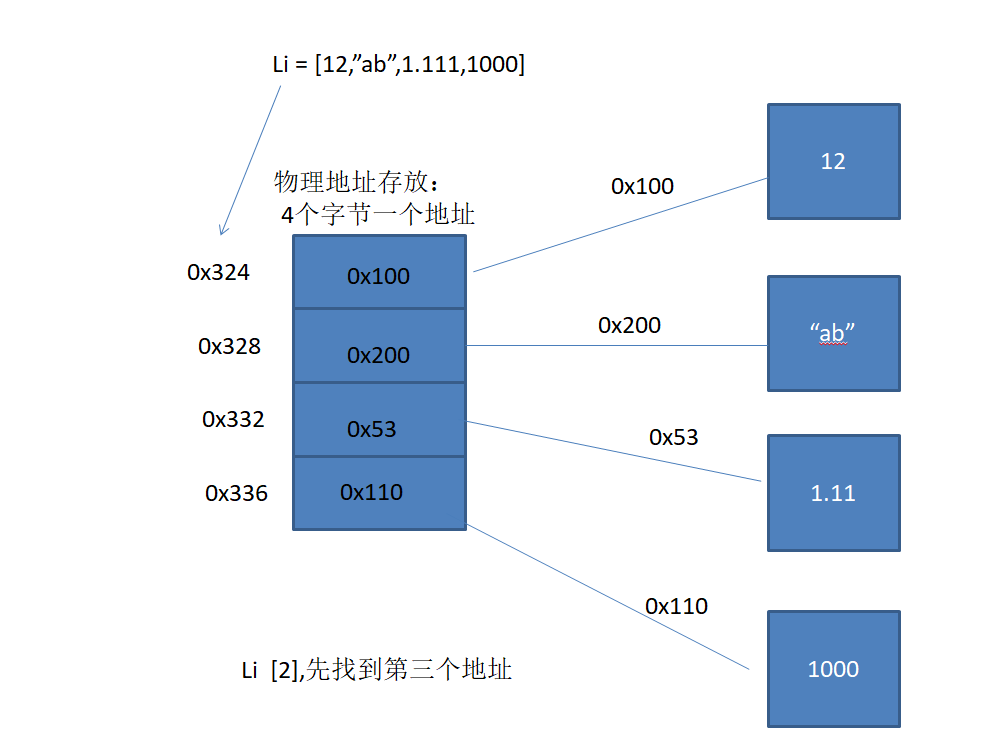 Li = [12,”ab”,1.111,1000]
物理地址存放：
4个字节一个地址
0x324
0x100
0x100
12
0x328
0x200
0x200
“ab”
0x332
0x53
0x53
1.11
0x336
0x110
0x110
1000
Li [2],先找到第三个地址